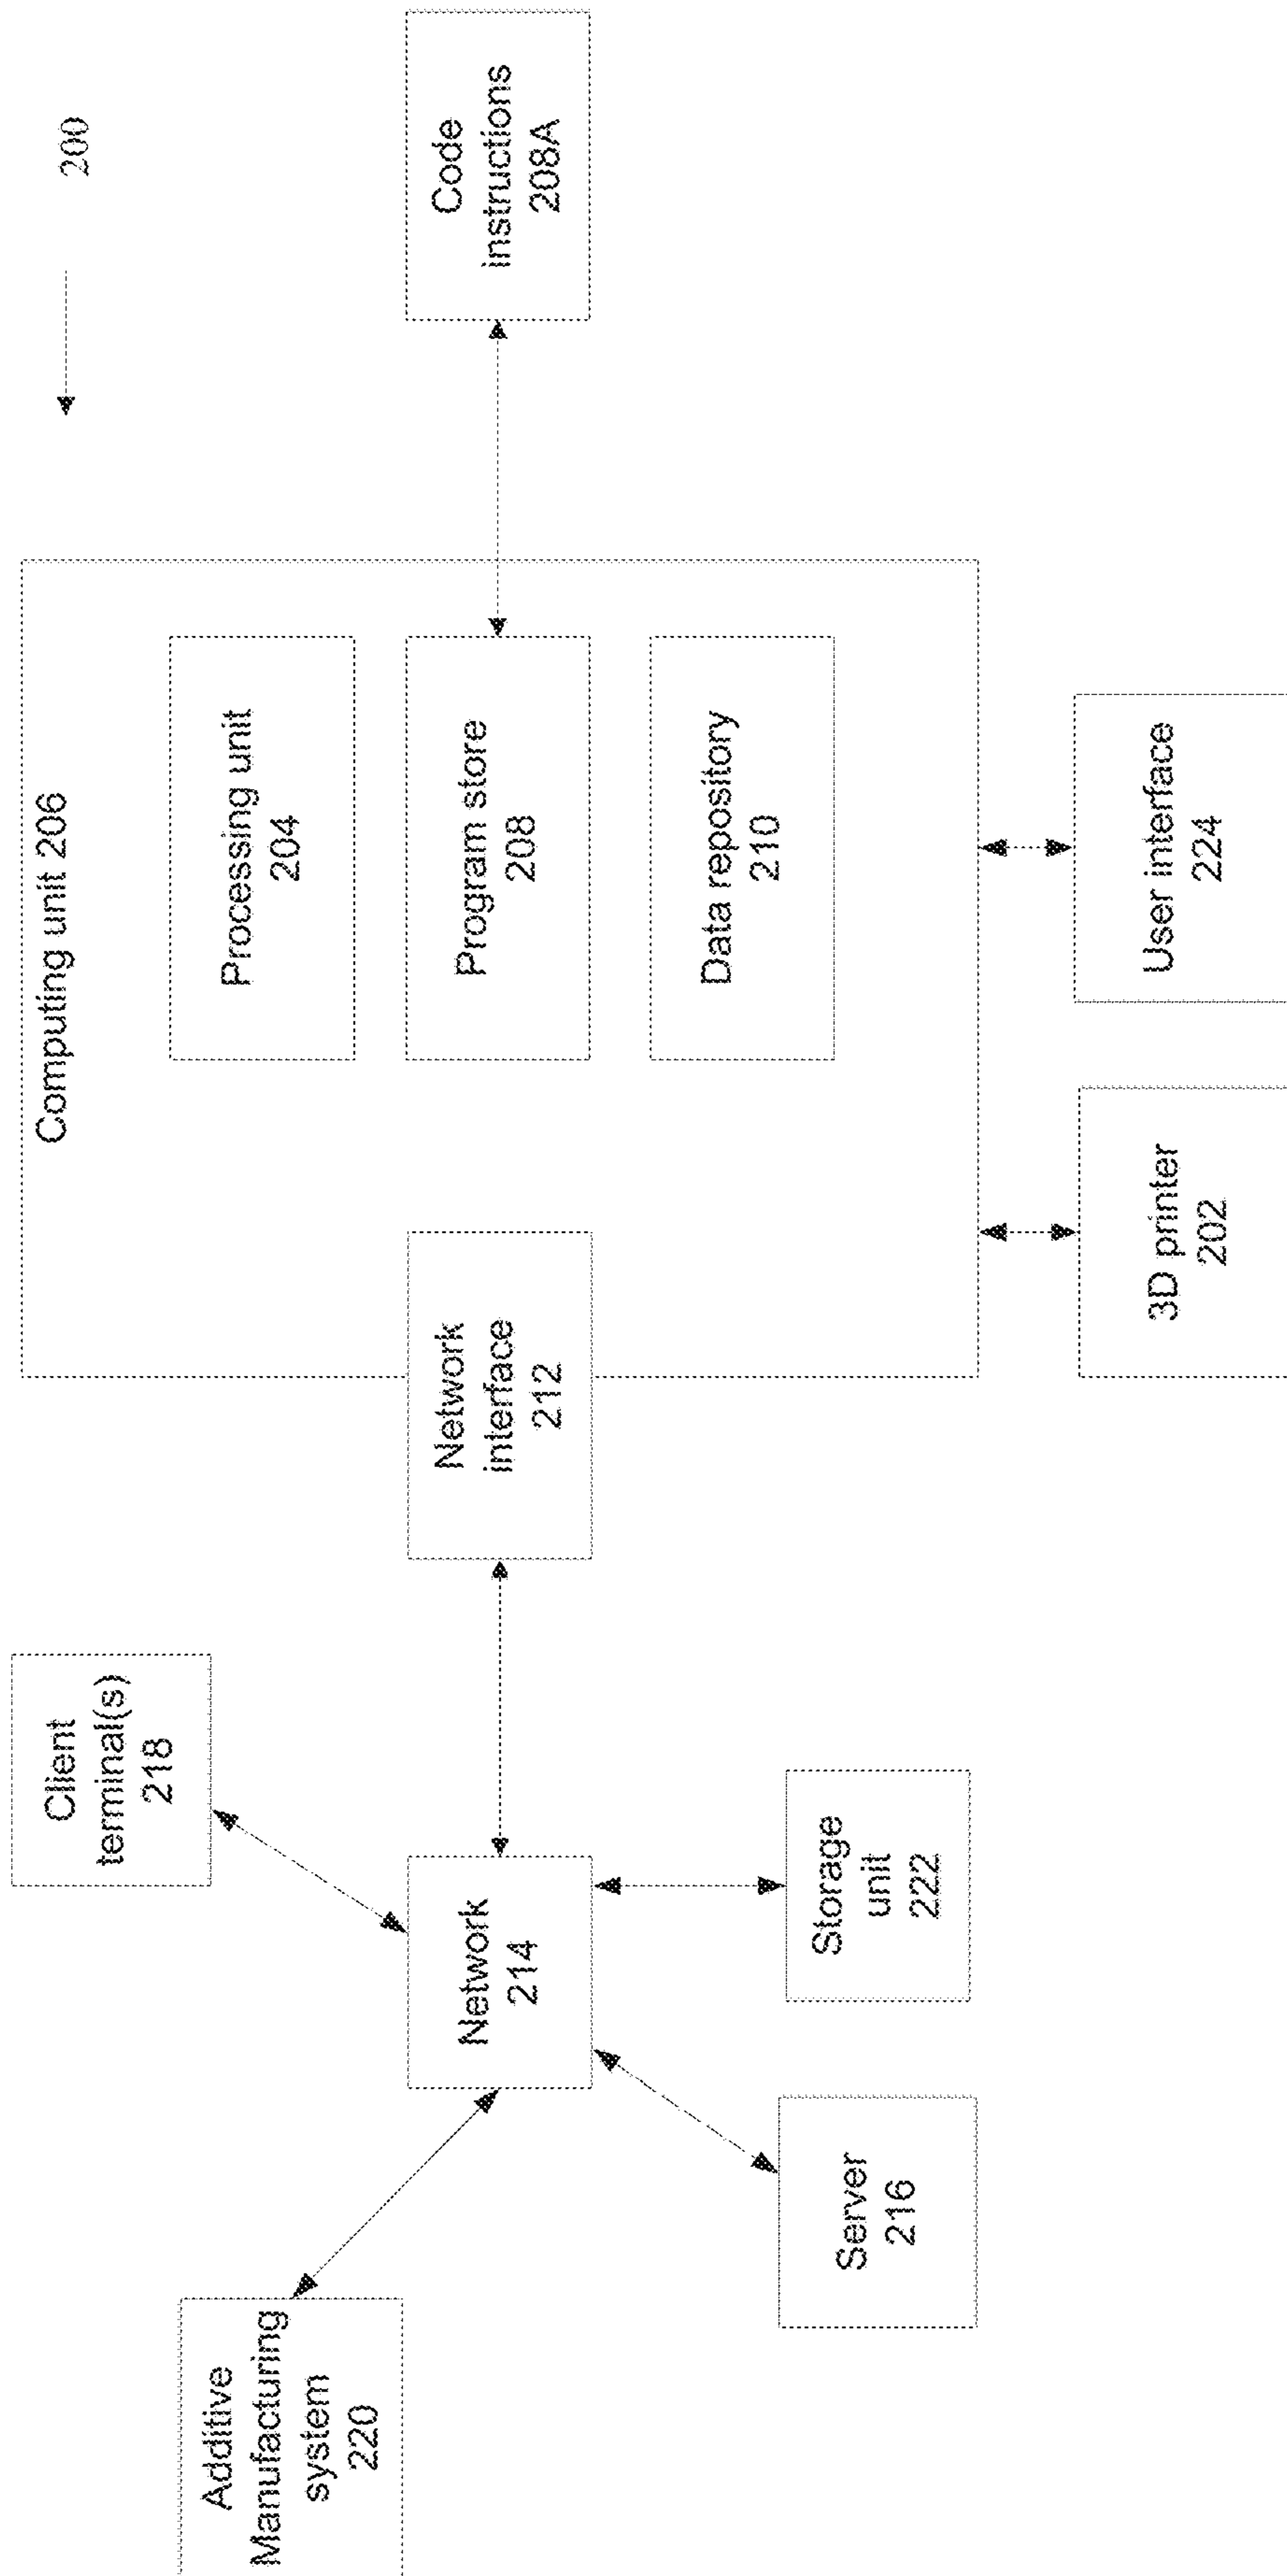 200
Client
terminal(s)
218
Computing unit 206
Additive
Manufacturing
system
220
Network
214
Network
interface
212
Processing unit
204
Program store
208
Data repository
210
Code
instructions
208A
Server
216
Storage
unit
222
3D printer
202
User interface
224